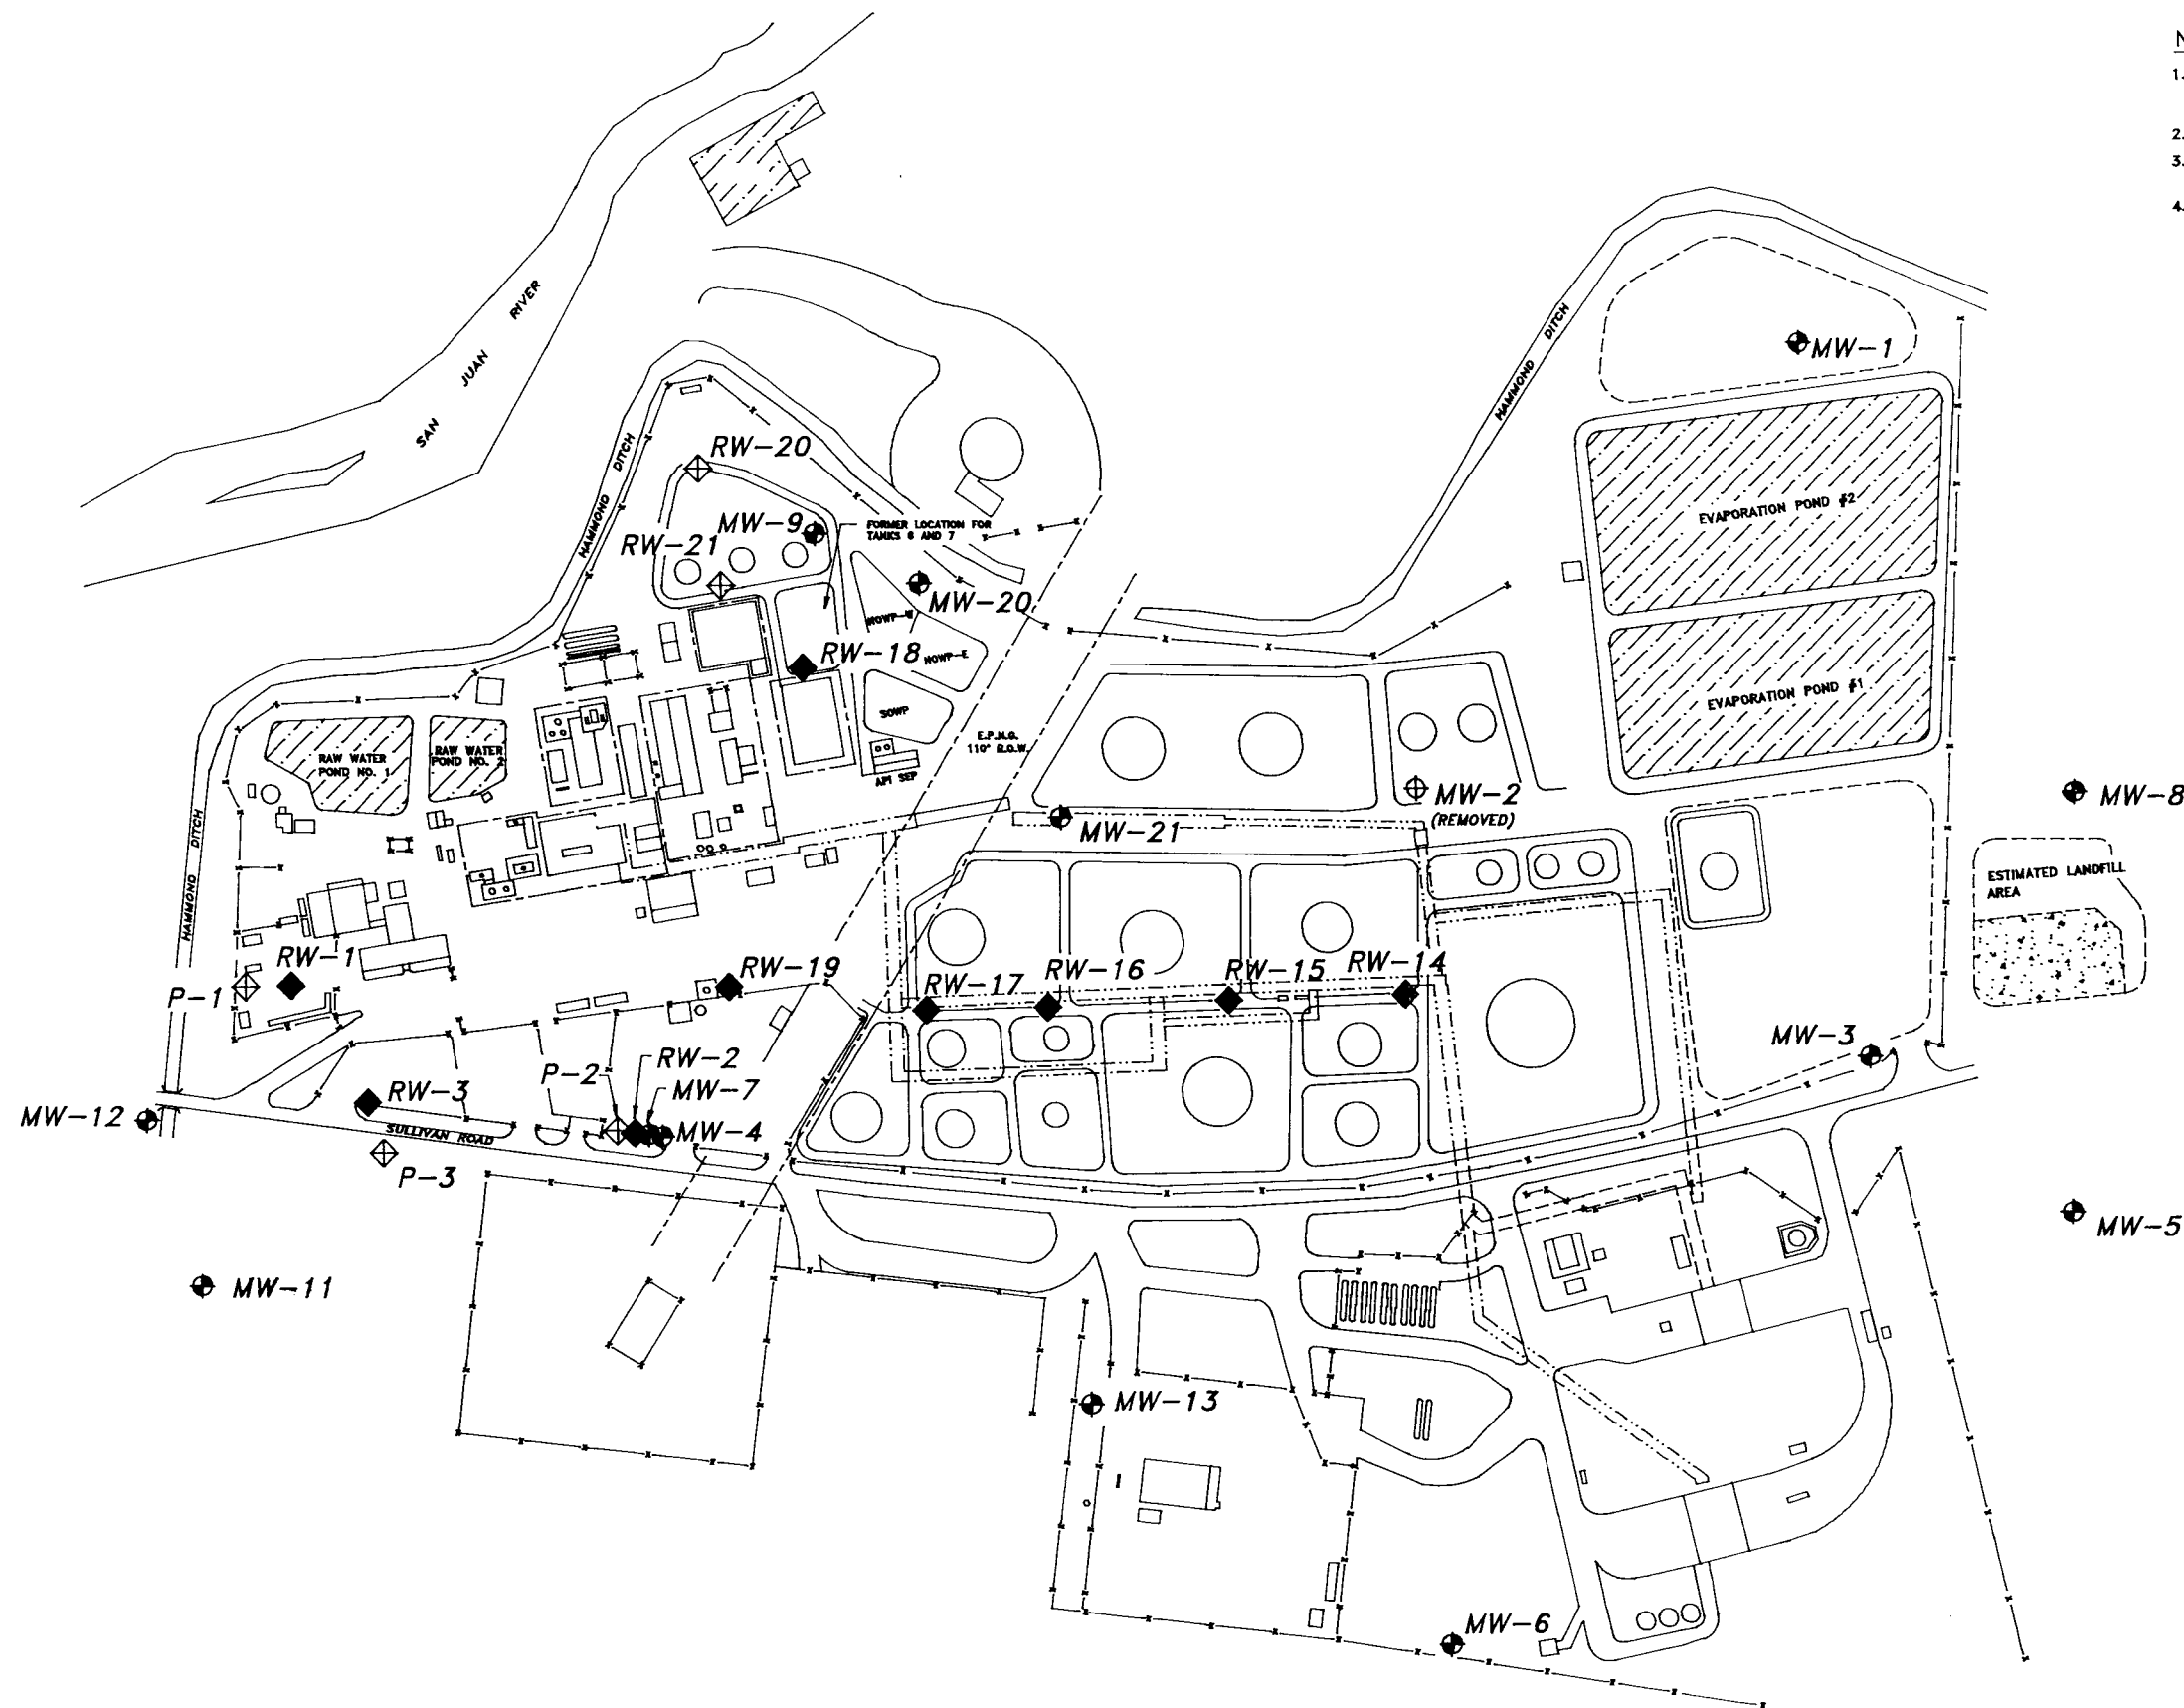 N
1.
2.
3.
4.
SAN JUAN RIVER
HAMMOND DITCH
MW-1
RW-20
HAMMOND DITCH
MW-9
FORMER LOCATION FOR
TANKS 6 AND 7
RW-21
EVAPORATION POND #2
MW-20
RW-18
NOWP-E
SOWP
EVAPORATION POND #1
E.P.N.G.
110' R.O.W.
RAW WATER
POND NO. 1
RAW WATER
POND NO. 2
API SEP
MW-2
(REMOVED)
MW-8
MW-21
HAMMOND DITCH
ESTIMATED LANDFILL
AREA
RW-1
P-1
RW-19
RW-17
RW-16
RW-15
RW-14
MW-3
RW-2
P-2
MW-7
RW-3
MW-12
MW-4
SULLIVAN ROAD
P-3
MW-5
MW-11
MW-13
MW-6